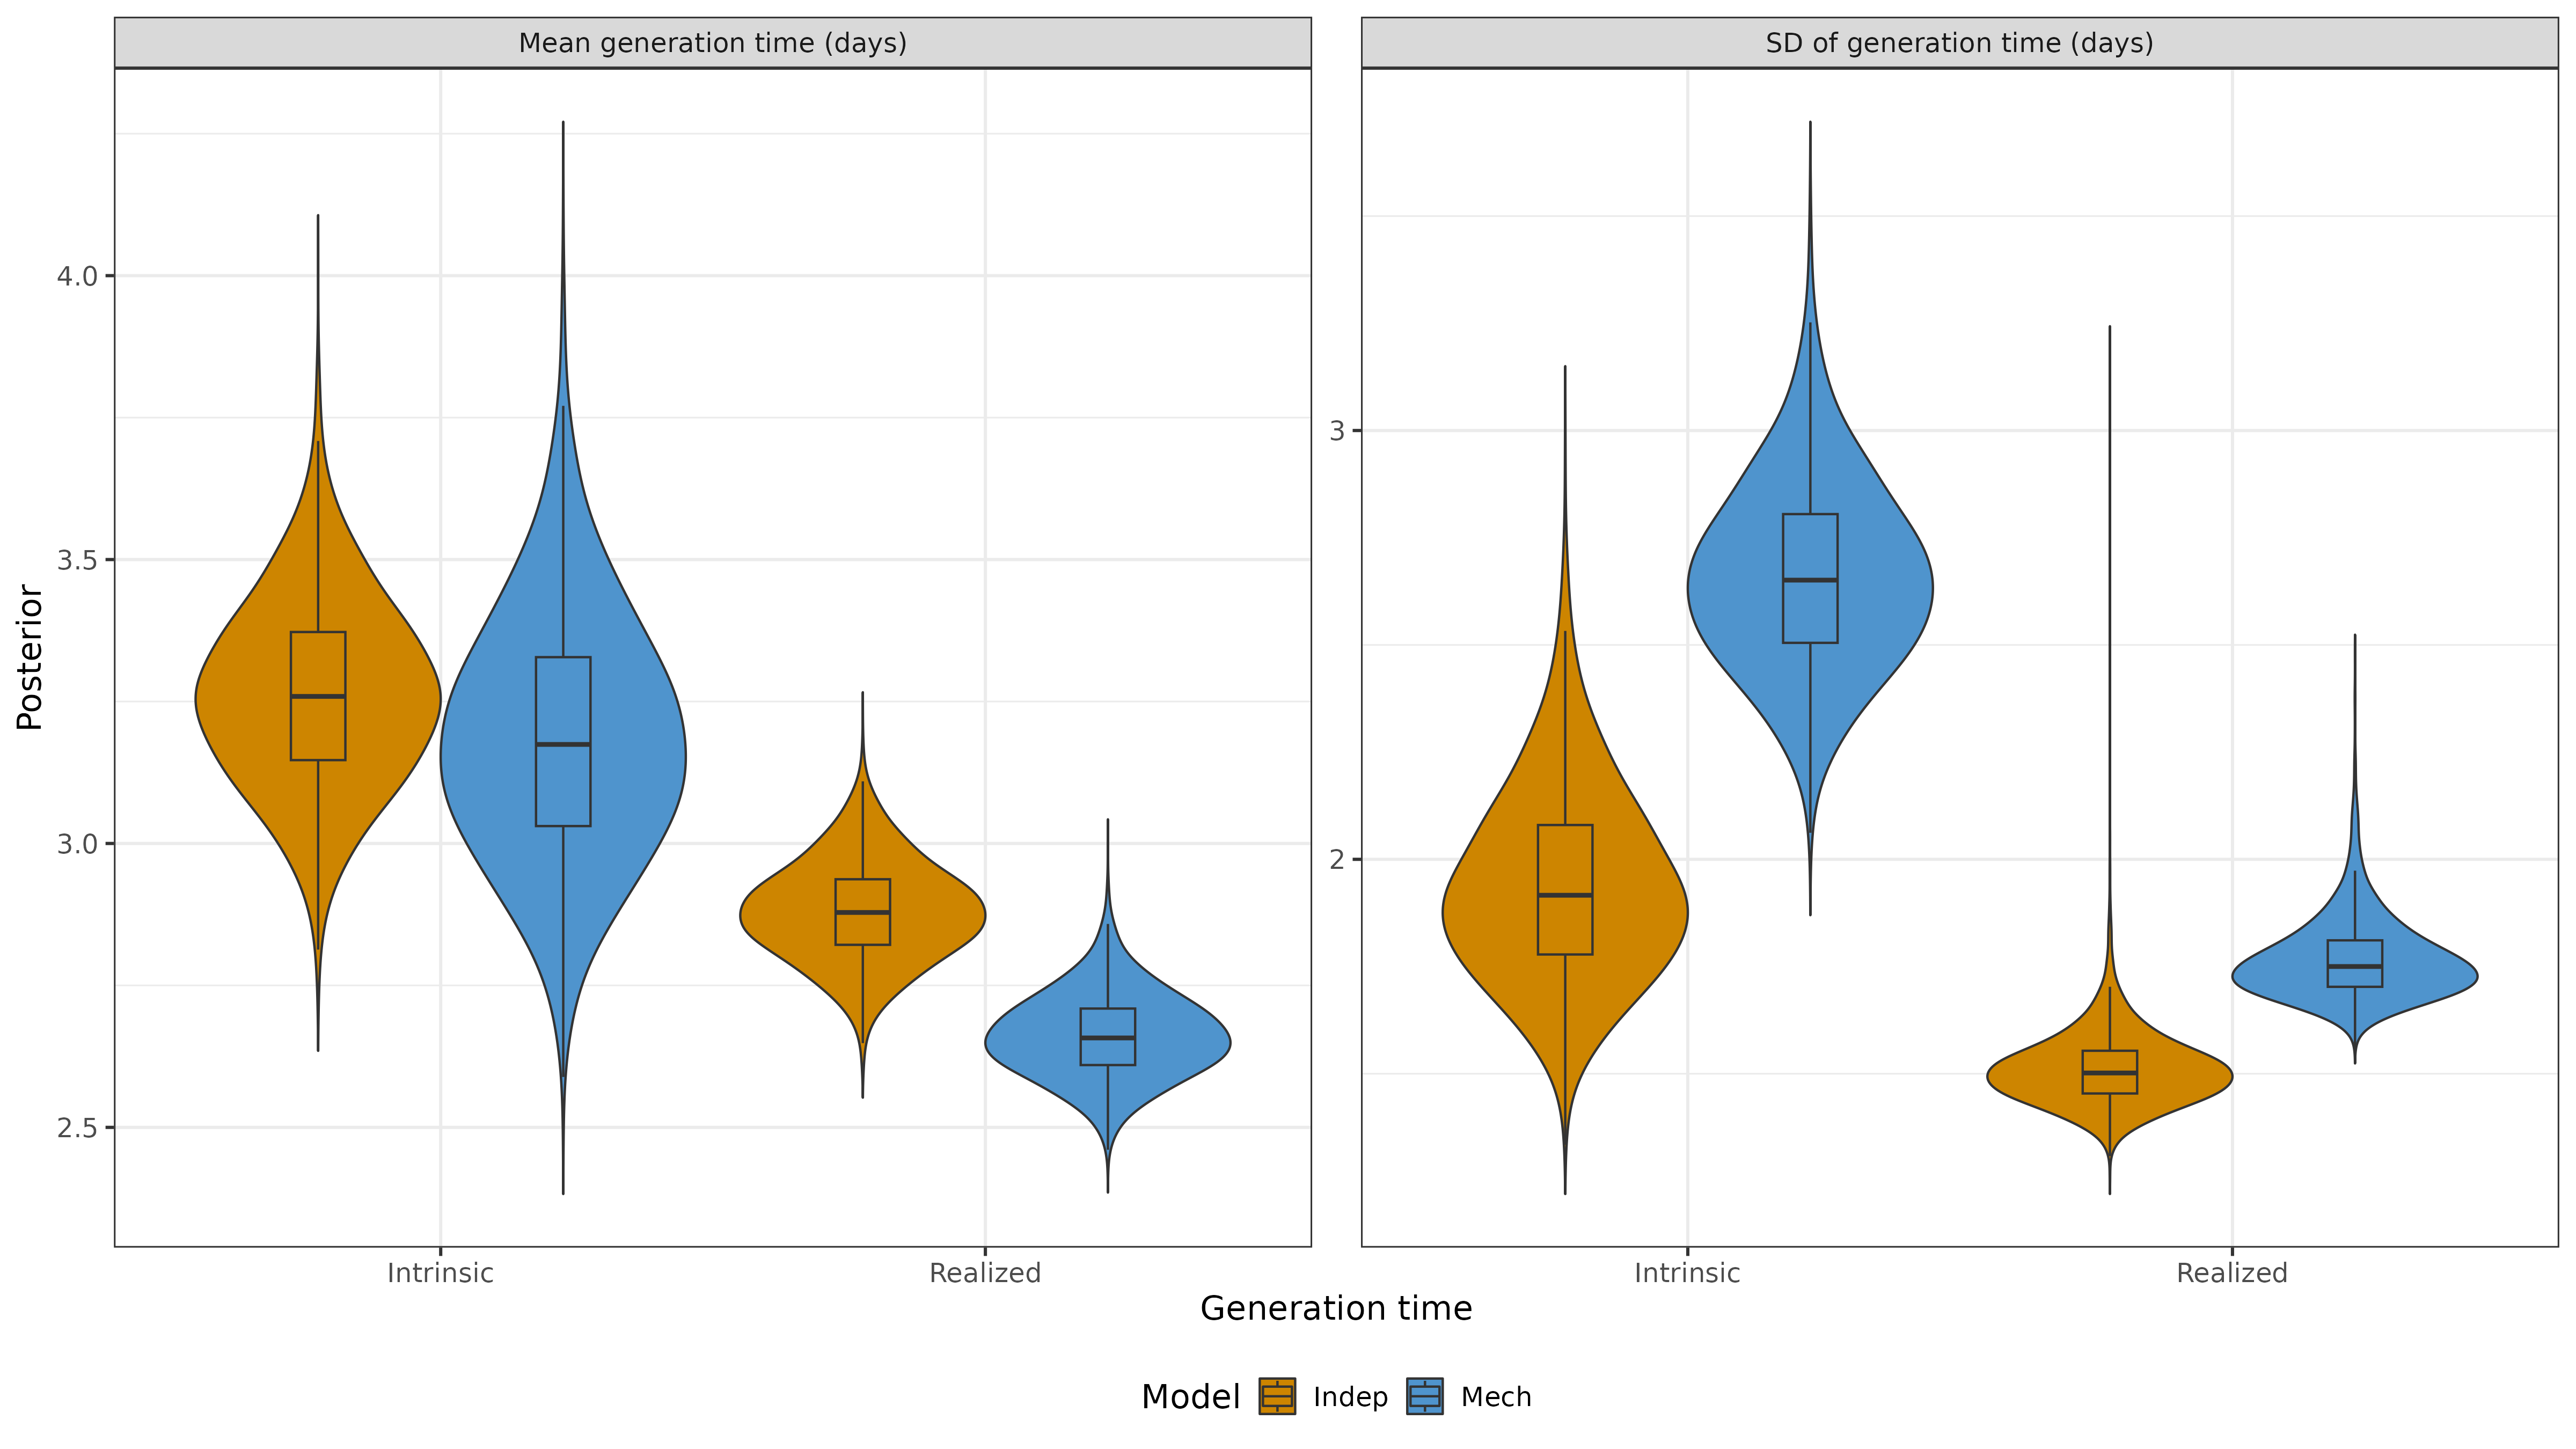 Mean generation time (days)
SD of generation time (days)
Posterior
4.0
3.5
3.0
2.5
3
2
Intrinsic
Realized
Intrinsic
Realized
Generation time
Model Indep Mech